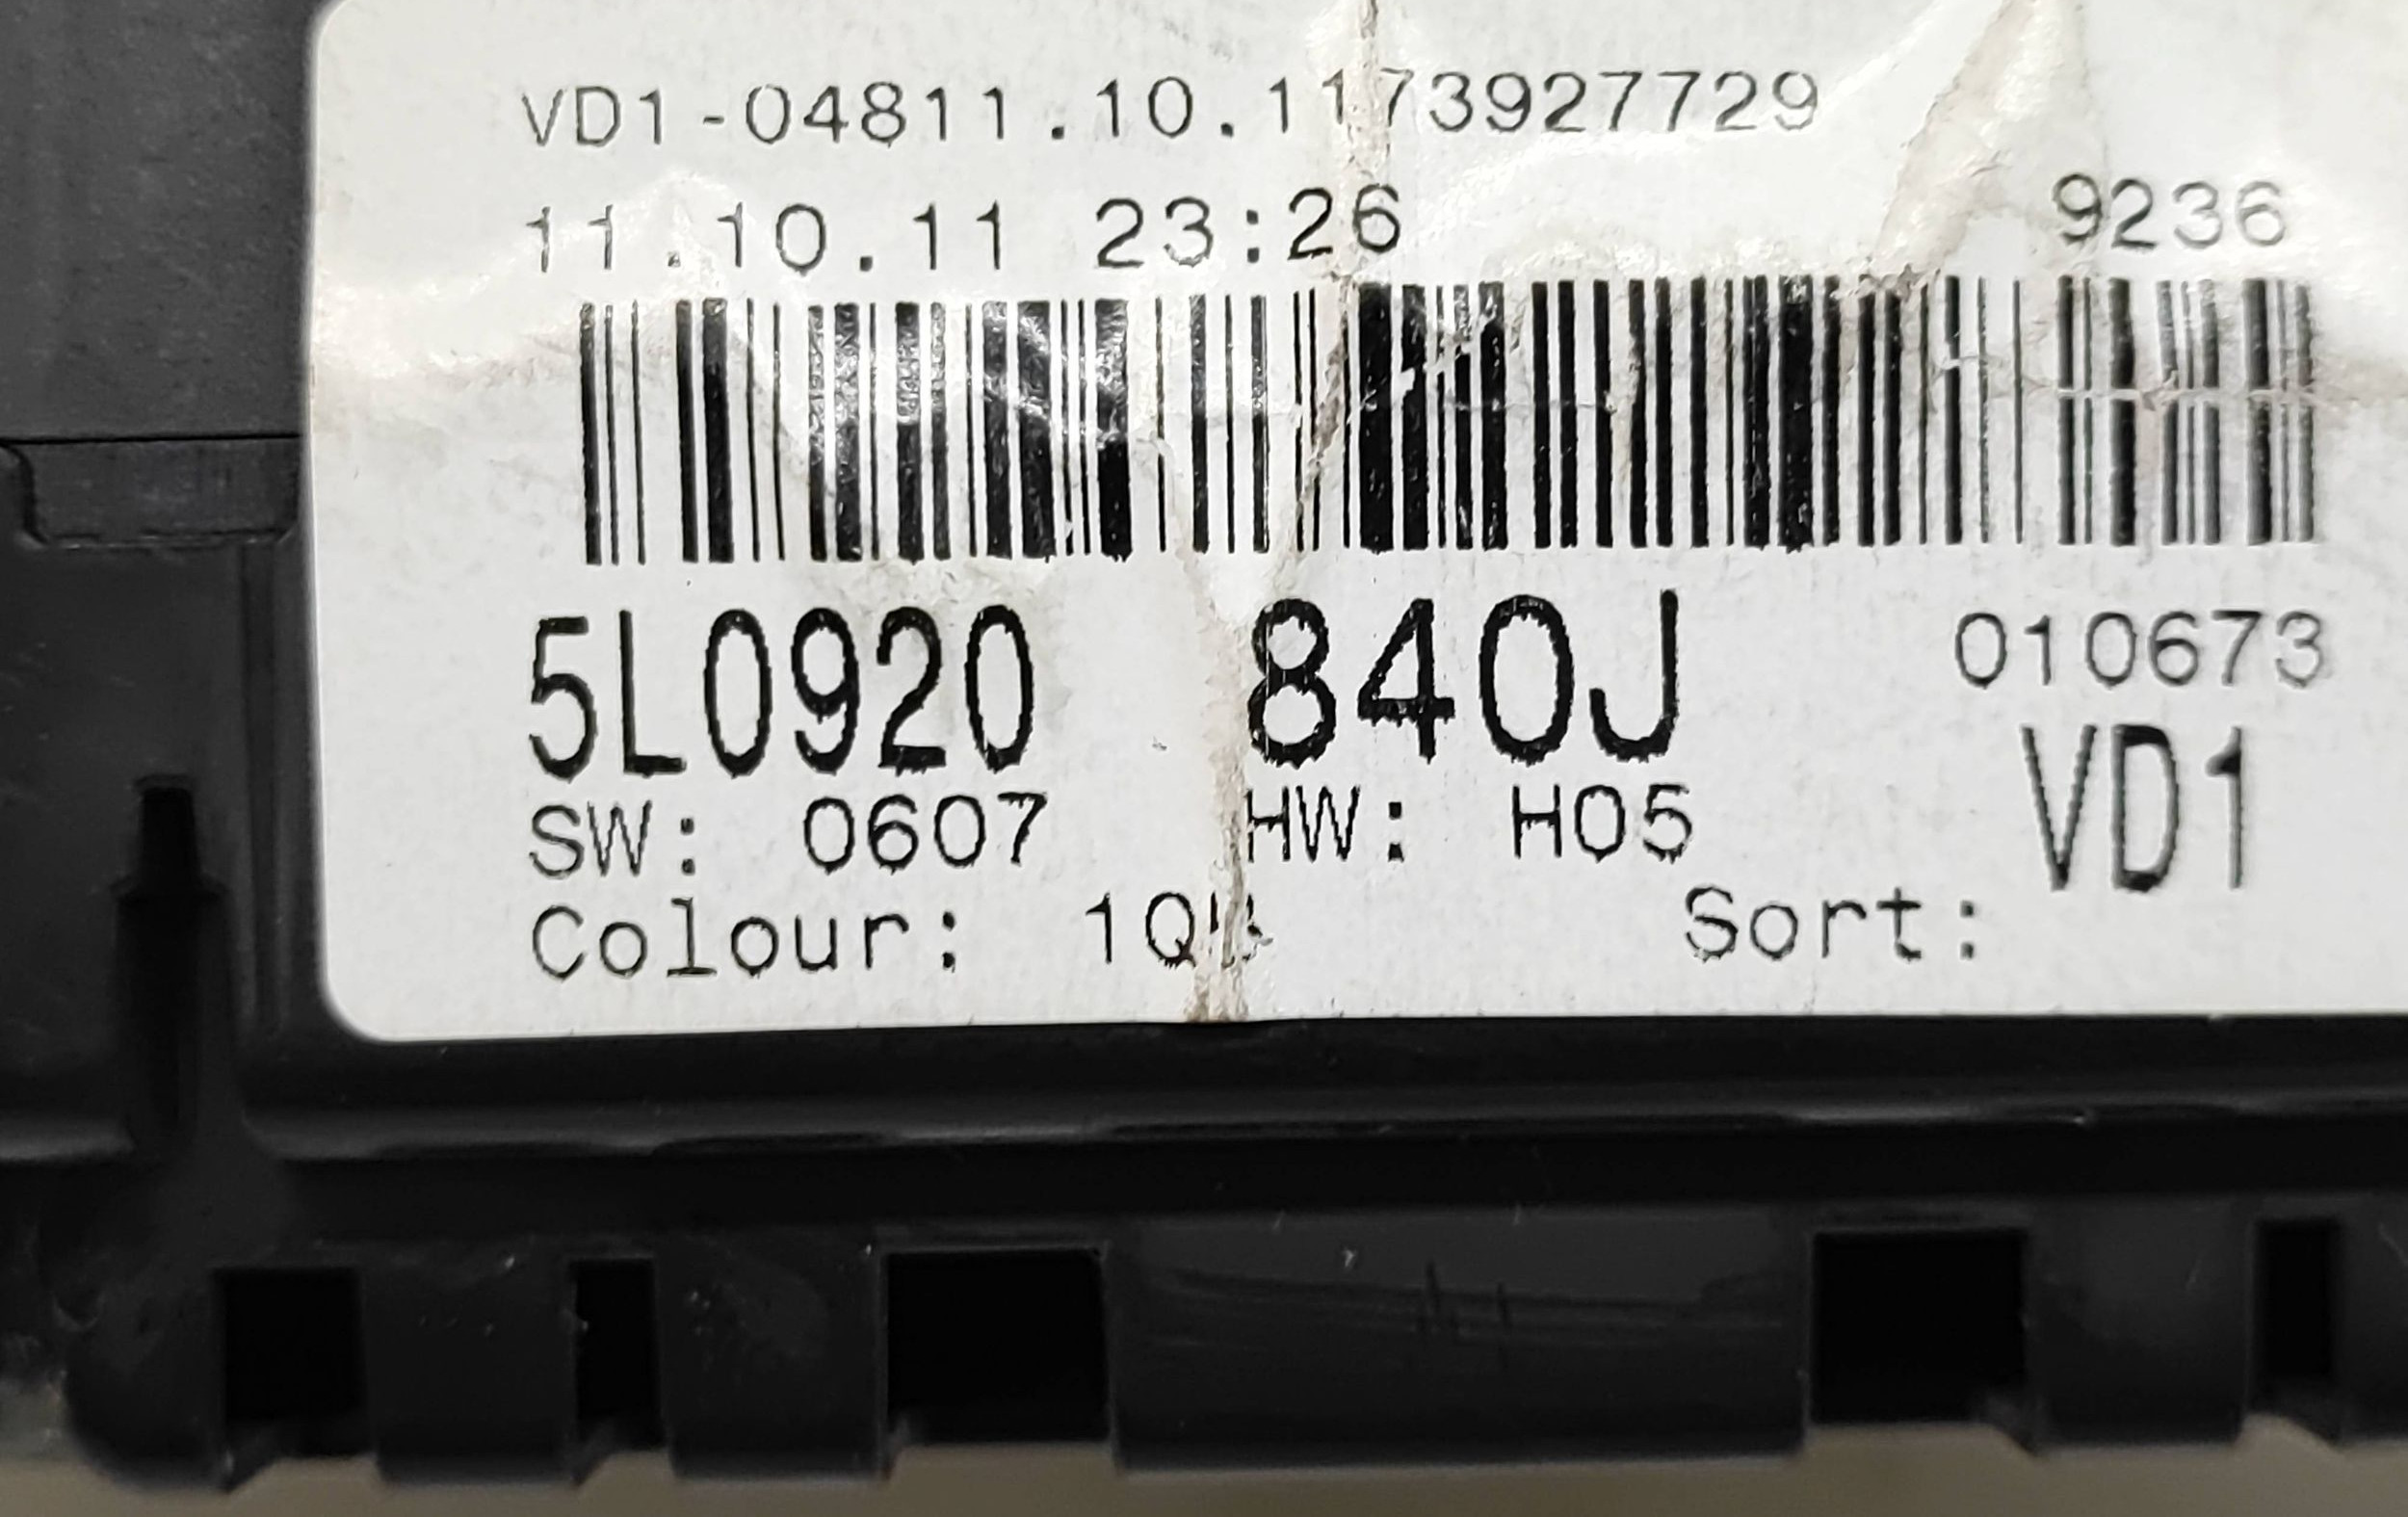 VD1-04811.10.1173927729
11.10.11 23:26 9236
5L0920 840J 010673
SW: 0607 HW: H05 VD1
Colour: Sort: